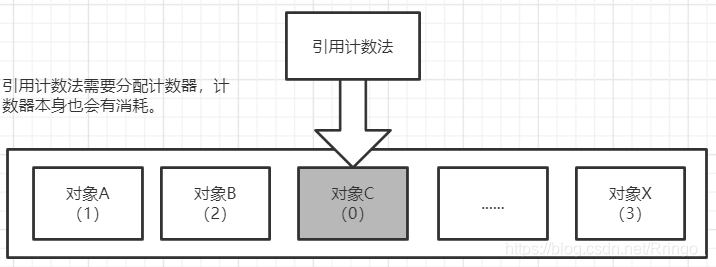 引用计数法
引用计数法需要分配计数器，计
数器本身也会有消耗。
对象A
（1）
对象B
（2）
对象C
（0）
......
对象X
（3）
https://blog.csdn.net/Rringo